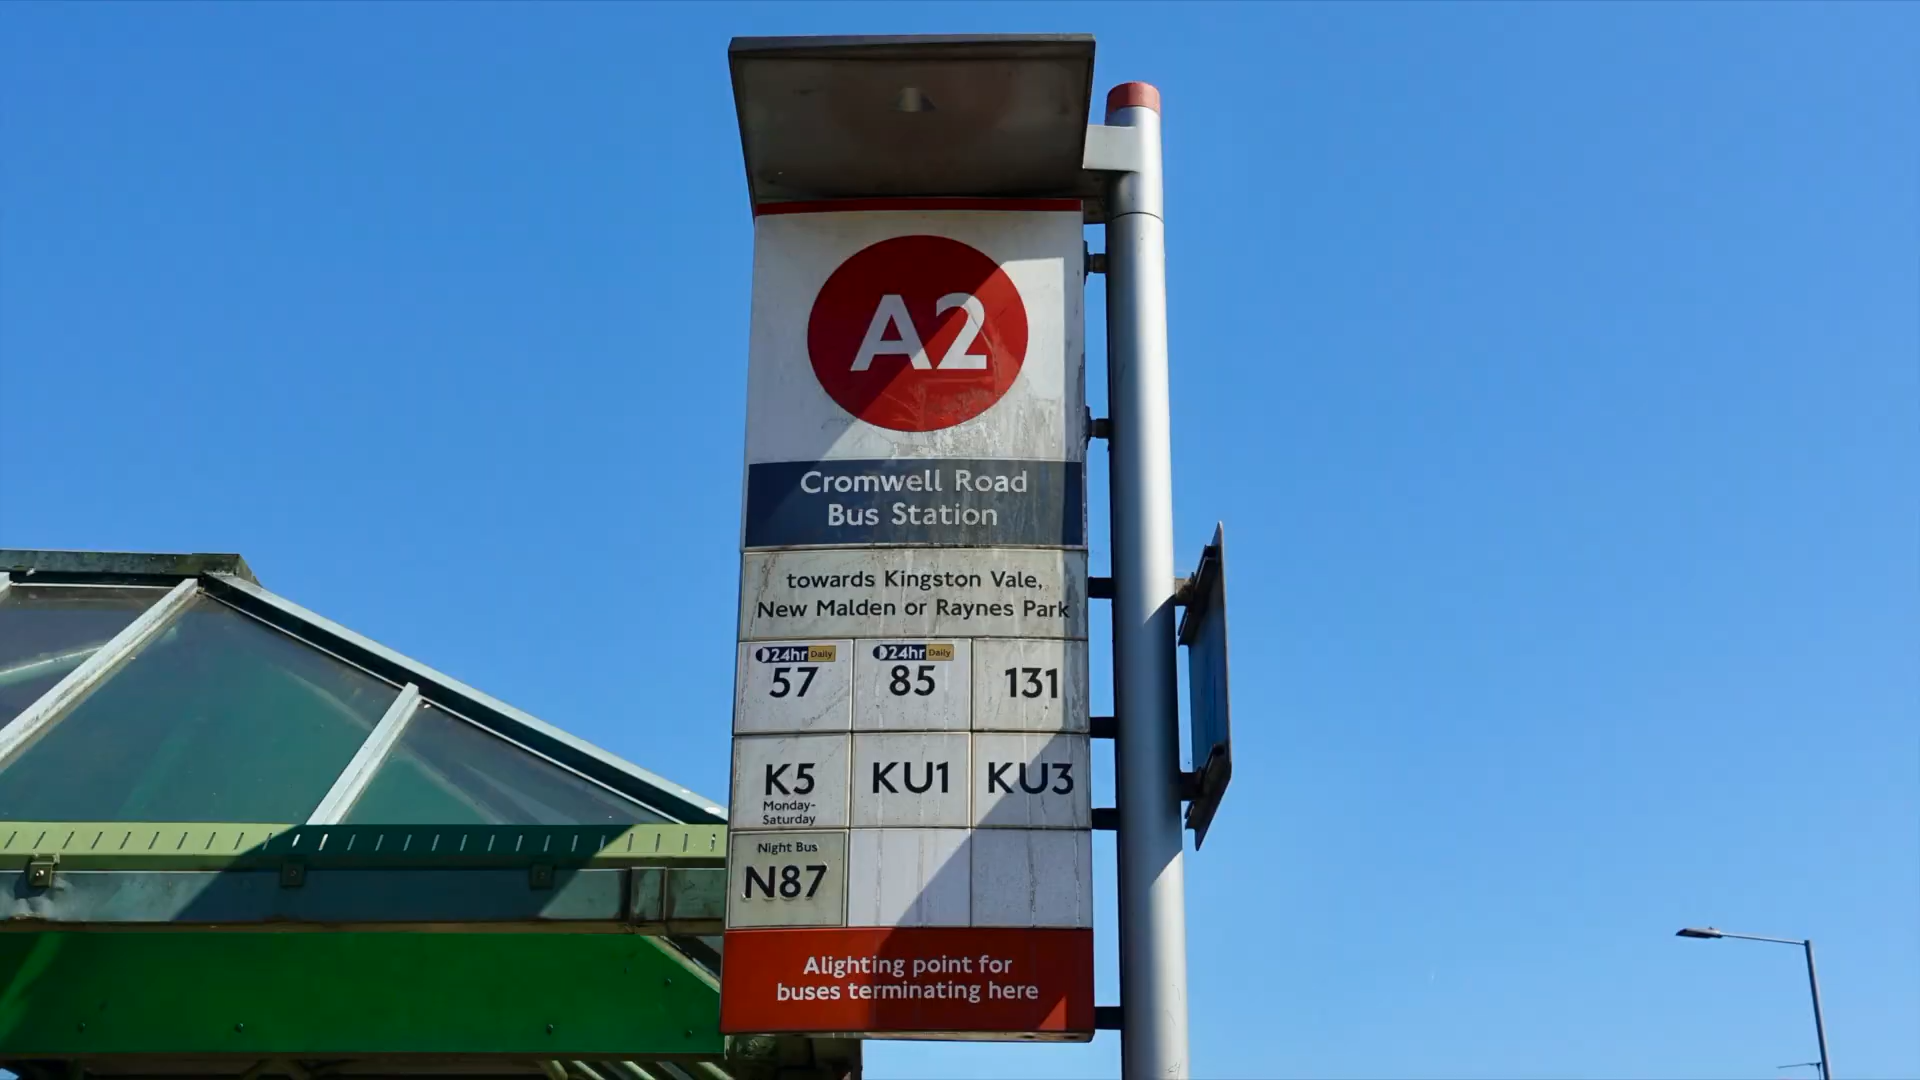 A2
Cromwell Road
Bus Station
towards Kingston Vale,
New Malden or Raynes Park
24hr Daily 24hr Daily
57 85 131
K5 KU1 KU3
Monday-
Saturday
Night Bus
N87
Alighting point for
buses terminating here